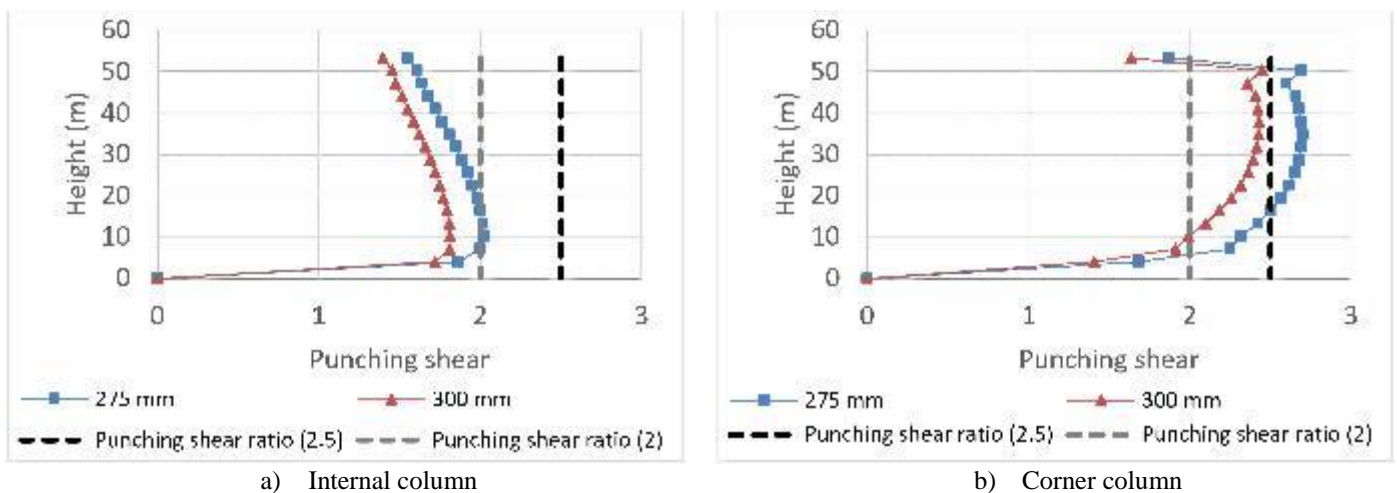 60
50
40
30
20
10
0
Height (m)
0 1 2 3
Punching shear
275 mm 300 mm
Punching shear ratio (2.5) Punching shear ratio (2)
a) Internal column
60
50
40
30
20
10
0
Height (m)
0 1 2 3
Punching shear
275 mm 300 mm
Punching shear ratio (2.5) Punching shear ratio (2)
b) Corner column